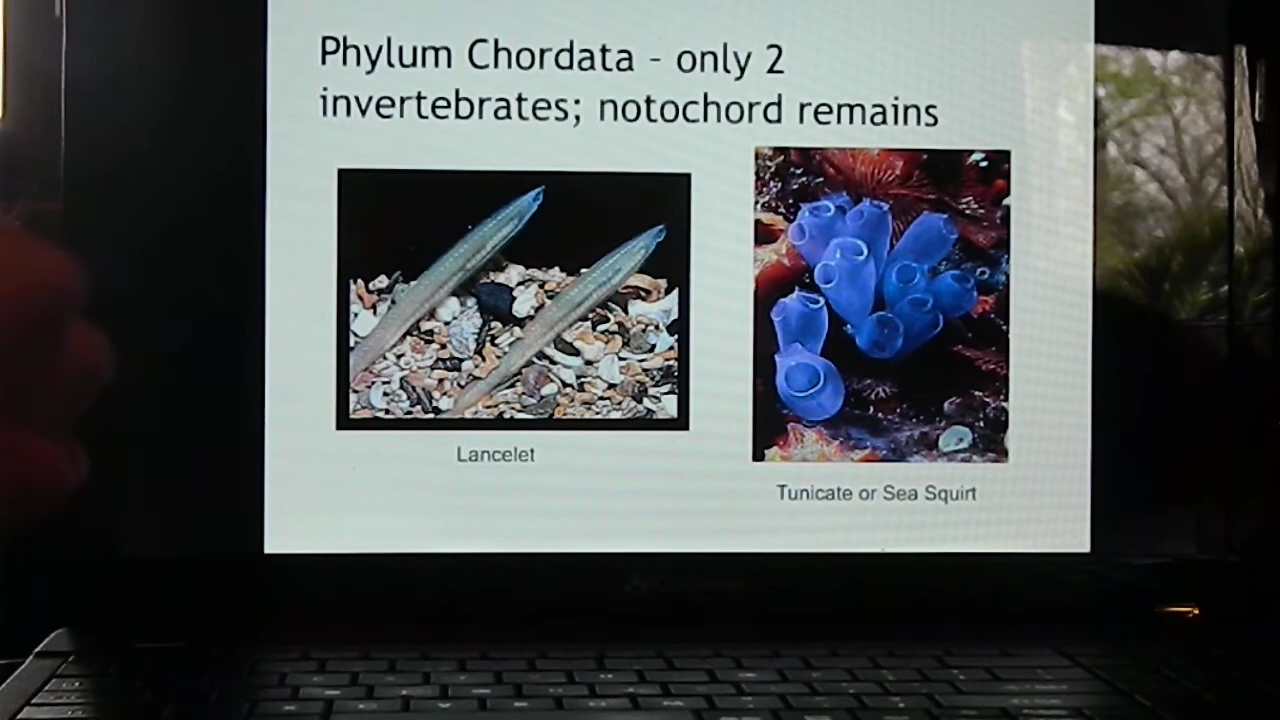 Phylum Chordata - only 2
invertebrates; notochord remains
Lancelet
Tunicate or Sea Squirt